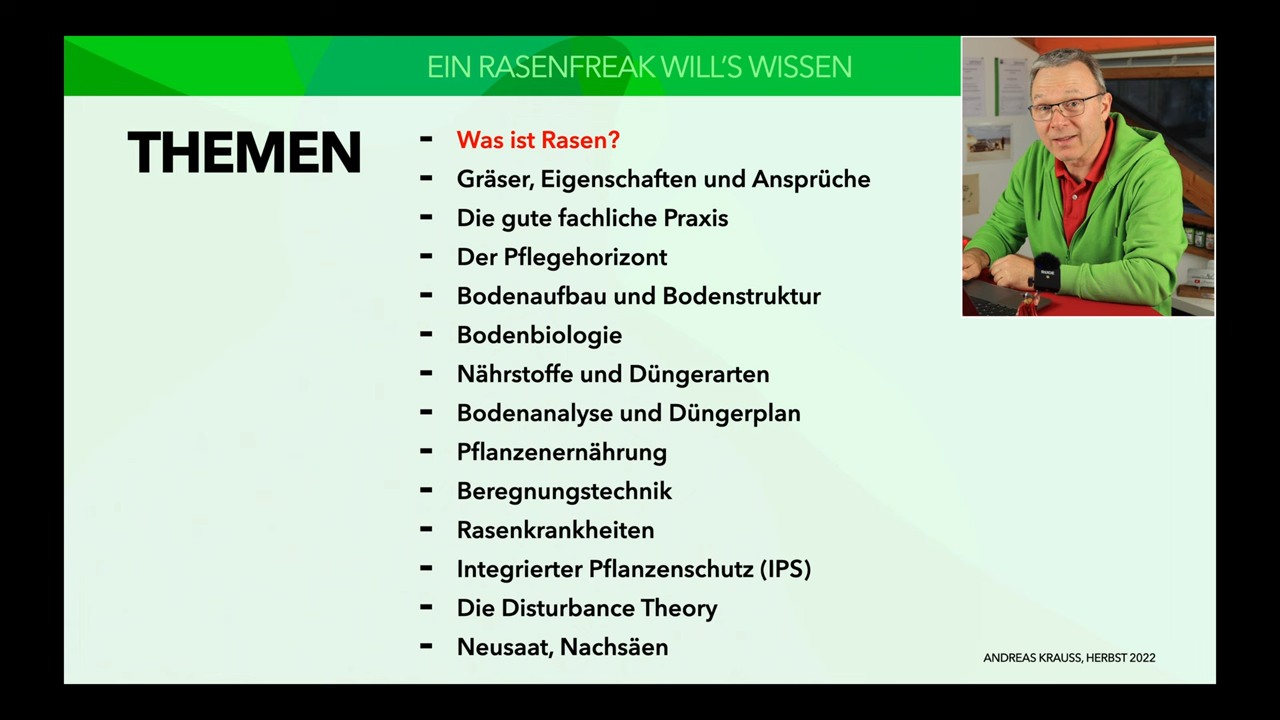 EIN RASENFREAK WILL'S WISSEN
THEMEN
- Was ist Rasen?
- Gräser, Eigenschaften und Ansprüche
- Die gute fachliche Praxis
- Der Pflegehorizont
- Bodenaufbau und Bodenstruktur
- Bodenbiologie
- Nährstoffe und Düngerarten
- Bodenanalyse und Düngerplan
- Pflanzenernährung
- Beregnungstechnik
- Rasenkrankheiten
- Integrierter Pflanzenschutz (IPS)
- Die Disturbance Theory
- Neusaat, Nachsäen
ANDREAS KRAUSS, HERBST 2022